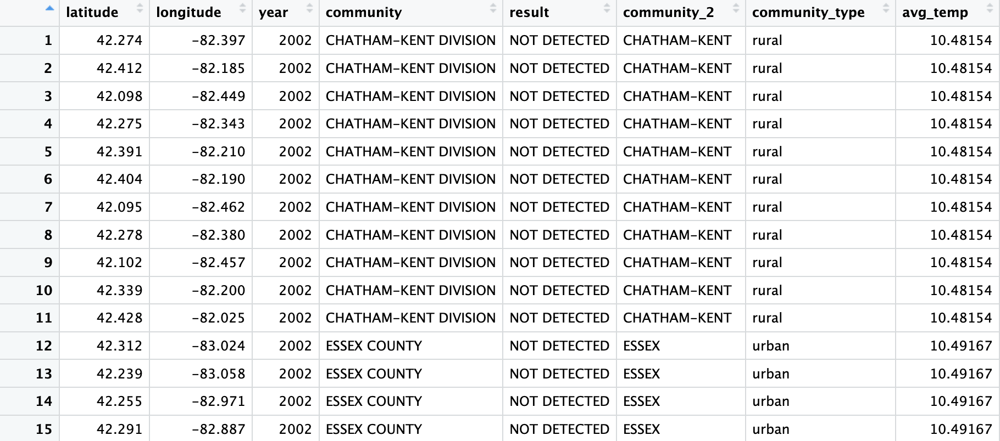 latitude longitude year community result community_2 community_type avg_temp
1 42.274 -82.397 2002 CHATHAM-KENT DIVISION NOT DETECTED CHATHAM-KENT rural 10.48154
2 42.412 -82.185 2002 CHATHAM-KENT DIVISION NOT DETECTED CHATHAM-KENT rural 10.48154
3 42.098 -82.449 2002 CHATHAM-KENT DIVISION NOT DETECTED CHATHAM-KENT rural 10.48154
4 42.275 -82.343 2002 CHATHAM-KENT DIVISION NOT DETECTED CHATHAM-KENT rural 10.48154
5 42.391 -82.210 2002 CHATHAM-KENT DIVISION NOT DETECTED CHATHAM-KENT rural 10.48154
6 42.404 -82.190 2002 CHATHAM-KENT DIVISION NOT DETECTED CHATHAM-KENT rural 10.48154
7 42.095 -82.462 2002 CHATHAM-KENT DIVISION NOT DETECTED CHATHAM-KENT rural 10.48154
8 42.278 -82.380 2002 CHATHAM-KENT DIVISION NOT DETECTED CHATHAM-KENT rural 10.48154
9 42.102 -82.457 2002 CHATHAM-KENT DIVISION NOT DETECTED CHATHAM-KENT rural 10.48154
10 42.339 -82.200 2002 CHATHAM-KENT DIVISION NOT DETECTED CHATHAM-KENT rural 10.48154
11 42.428 -82.025 2002 CHATHAM-KENT DIVISION NOT DETECTED CHATHAM-KENT rural 10.48154
12 42.312 -83.024 2002 ESSEX COUNTY NOT DETECTED ESSEX urban 10.49167
13 42.239 -83.058 2002 ESSEX COUNTY NOT DETECTED ESSEX urban 10.49167
14 42.255 -82.971 2002 ESSEX COUNTY NOT DETECTED ESSEX urban 10.49167
15 42.291 -82.887 2002 ESSEX COUNTY NOT DETECTED ESSEX urban 10.49167